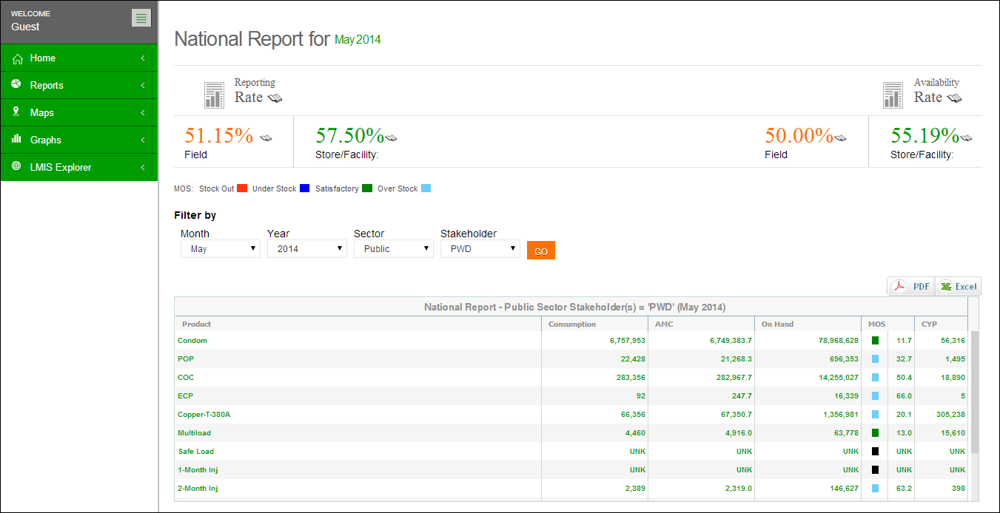 WELCOME
Guest
Home
Reports
Maps
Graphs
LMIS Explorer
National Report for May 2014
Reporting
Rate
Availability
Rate
51.15%
Field
57.50%
Store/Facility:
50.00%
Field
55.19%
Store/Facility:
MOS: Stock Out Under Stock Satisfactory Over Stock
Filter by
Month Year Sector Stakeholder
May 2014 Public PWD GO
PDF Excel
National Report - Public Sector Stakeholder(s) = 'PWD' (May 2014)
Product Consumption AMC On Hand MOS CYP
Condom 6,757,953 6,749,383.7 78,968,628 11.7 56,316
POP 22,428 21,268.3 696,353 32.7 1,495
COC 283,356 282,967.7 14,255,027 50.4 18,890
ECP 92 247.7 16,339 66.0 5
Copper-T-380A 66,356 67,350.7 1,356,981 20.1 305,238
Multiload 4,460 4,916.0 63,778 13.0 15,610
Safe Load UNK UNK UNK UNK UNK
1-Month Inj UNK UNK UNK UNK UNK
2-Month Inj 2,389 2,319.0 146,627 63.2 398